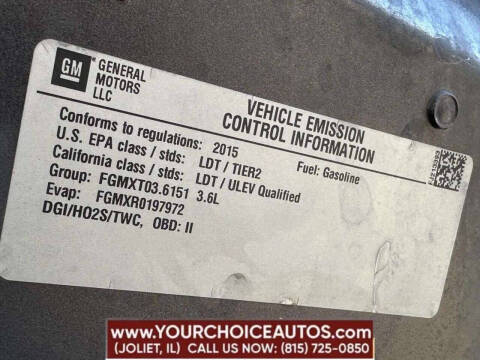 GM
GENERAL
MOTORS
LLC
VEHICLE EMISSION
CONTROL INFORMATION
Conforms to regulations: 2015
Fuel: Gasoline
U.S. EPA class / stds: LDT / TIER2
California class / stds: LDT / ULEV Qualified
Group: FGMXT03.6151 3.6L
Evap: FGMXR0197972
DGI/HO2S/TWC, OBD: II
WWW.YOURCHOICEAUTOS.COM
(JOLIET, IL) CALL US NOW: (815) 725-0850